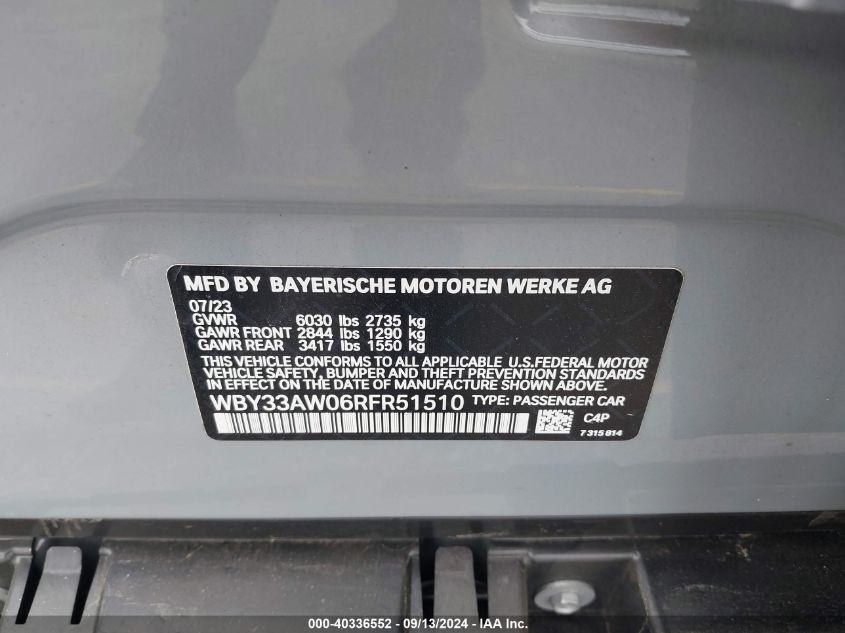 MFD BY BAYERISCHE MOTOREN WERKE AG
07/23
GVWR 6030 lbs 2735 kg
GAWR FRONT 2844 lbs 1290 kg
GAWR REAR 3417 lbs 1550 kg
THIS VEHICLE CONFORMS TO ALL APPLICABLE U.S.FEDERAL MOTOR
VEHICLE SAFETY, BUMPER AND THEFT PREVENTION STANDARDS
IN EFFECT ON THE DATE OF MANUFACTURE SHOWN ABOVE.
WBY33AW06RFR51510 TYPE: PASSENGER CAR
C4P
7315814
000-40336552 - 09/13/2024 - © IAA, Inc.